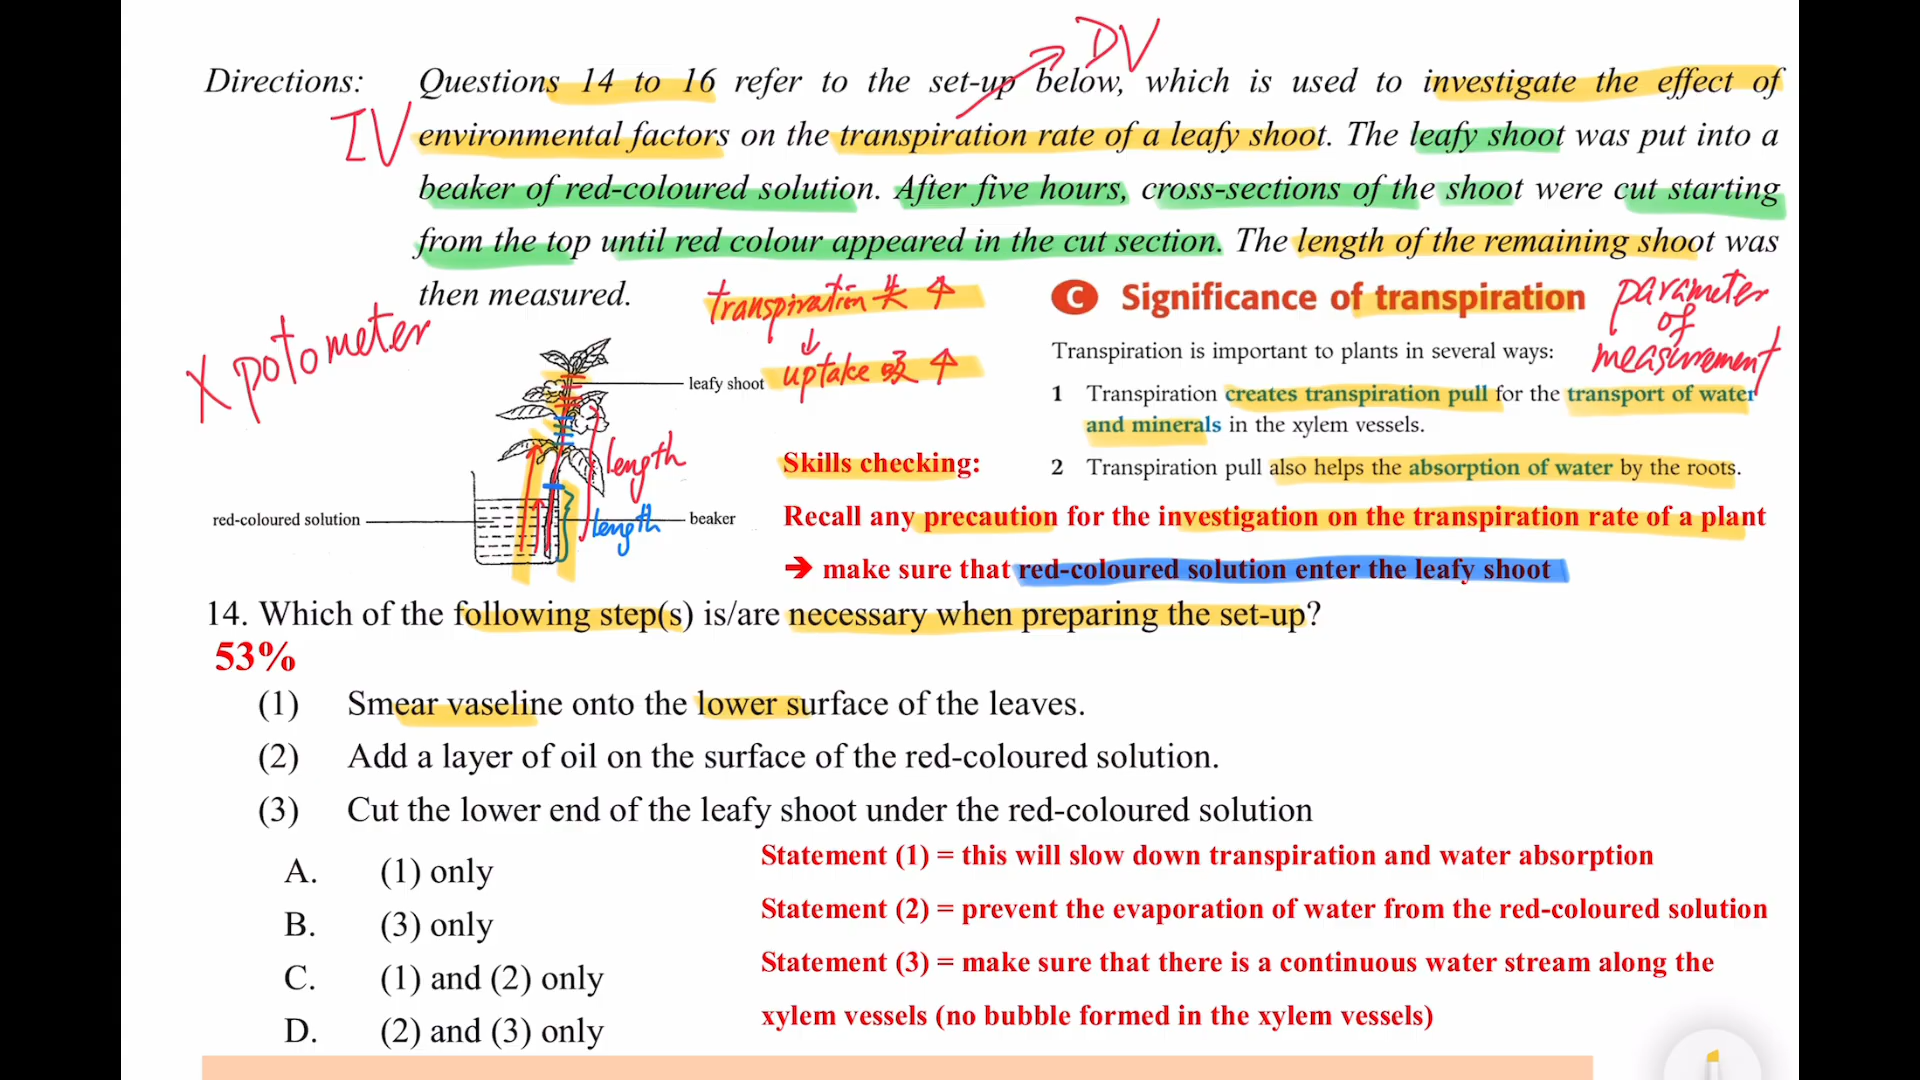 DV
Directions: Questions 14 to 16 refer to the set-up below, which is used to investigate the effect of
IV environmental factors on the transpiration rate of a leafy shoot. The leafy shoot was put into a
beaker of red-coloured solution. After five hours, cross-sections of the shoot were cut starting
from the top until red colour appeared in the cut section. The length of the remaining shoot was
then measured.
transpiration 失 ↑
↓
uptake 吸 ↑
X potometer
leafy shoot
length
length
red-coloured solution
beaker
C Significance of transpiration
parameter
of
measurement
Transpiration is important to plants in several ways:
1 Transpiration creates transpiration pull for the transport of water
and minerals in the xylem vessels.
2 Transpiration pull also helps the absorption of water by the roots.
Skills checking:
Recall any precaution for the investigation on the transpiration rate of a plant
➔ make sure that red-coloured solution enter the leafy shoot
14. Which of the following step(s) is/are necessary when preparing the set-up?
53%
(1) Smear vaseline onto the lower surface of the leaves.
(2) Add a layer of oil on the surface of the red-coloured solution.
(3) Cut the lower end of the leafy shoot under the red-coloured solution
A. (1) only
B. (3) only
C. (1) and (2) only
D. (2) and (3) only
Statement (1) = this will slow down transpiration and water absorption
Statement (2) = prevent the evaporation of water from the red-coloured solution
Statement (3) = make sure that there is a continuous water stream along the
xylem vessels (no bubble formed in the xylem vessels)